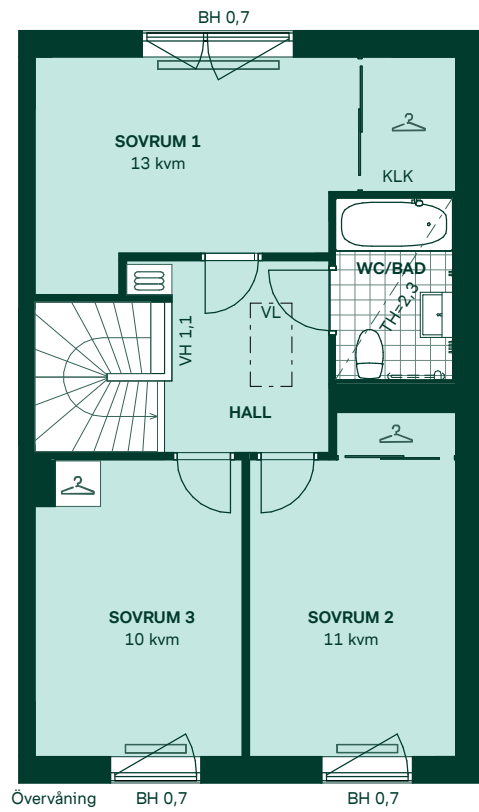 BH 0,7
SOVRUM 1
13 kvm
KLK
WC/BAD
TH=2,3
VL
VH 1,1
HALL
SOVRUM 3
10 kvm
SOVRUM 2
11 kvm
Övervåning
BH 0,7
BH 0,7